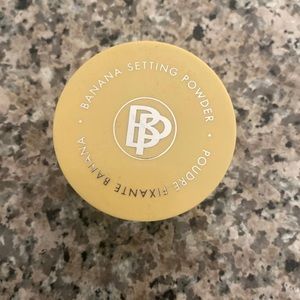 • BANANA SETTING POWDER •
BP
POUDRE FIXANTE BANANA